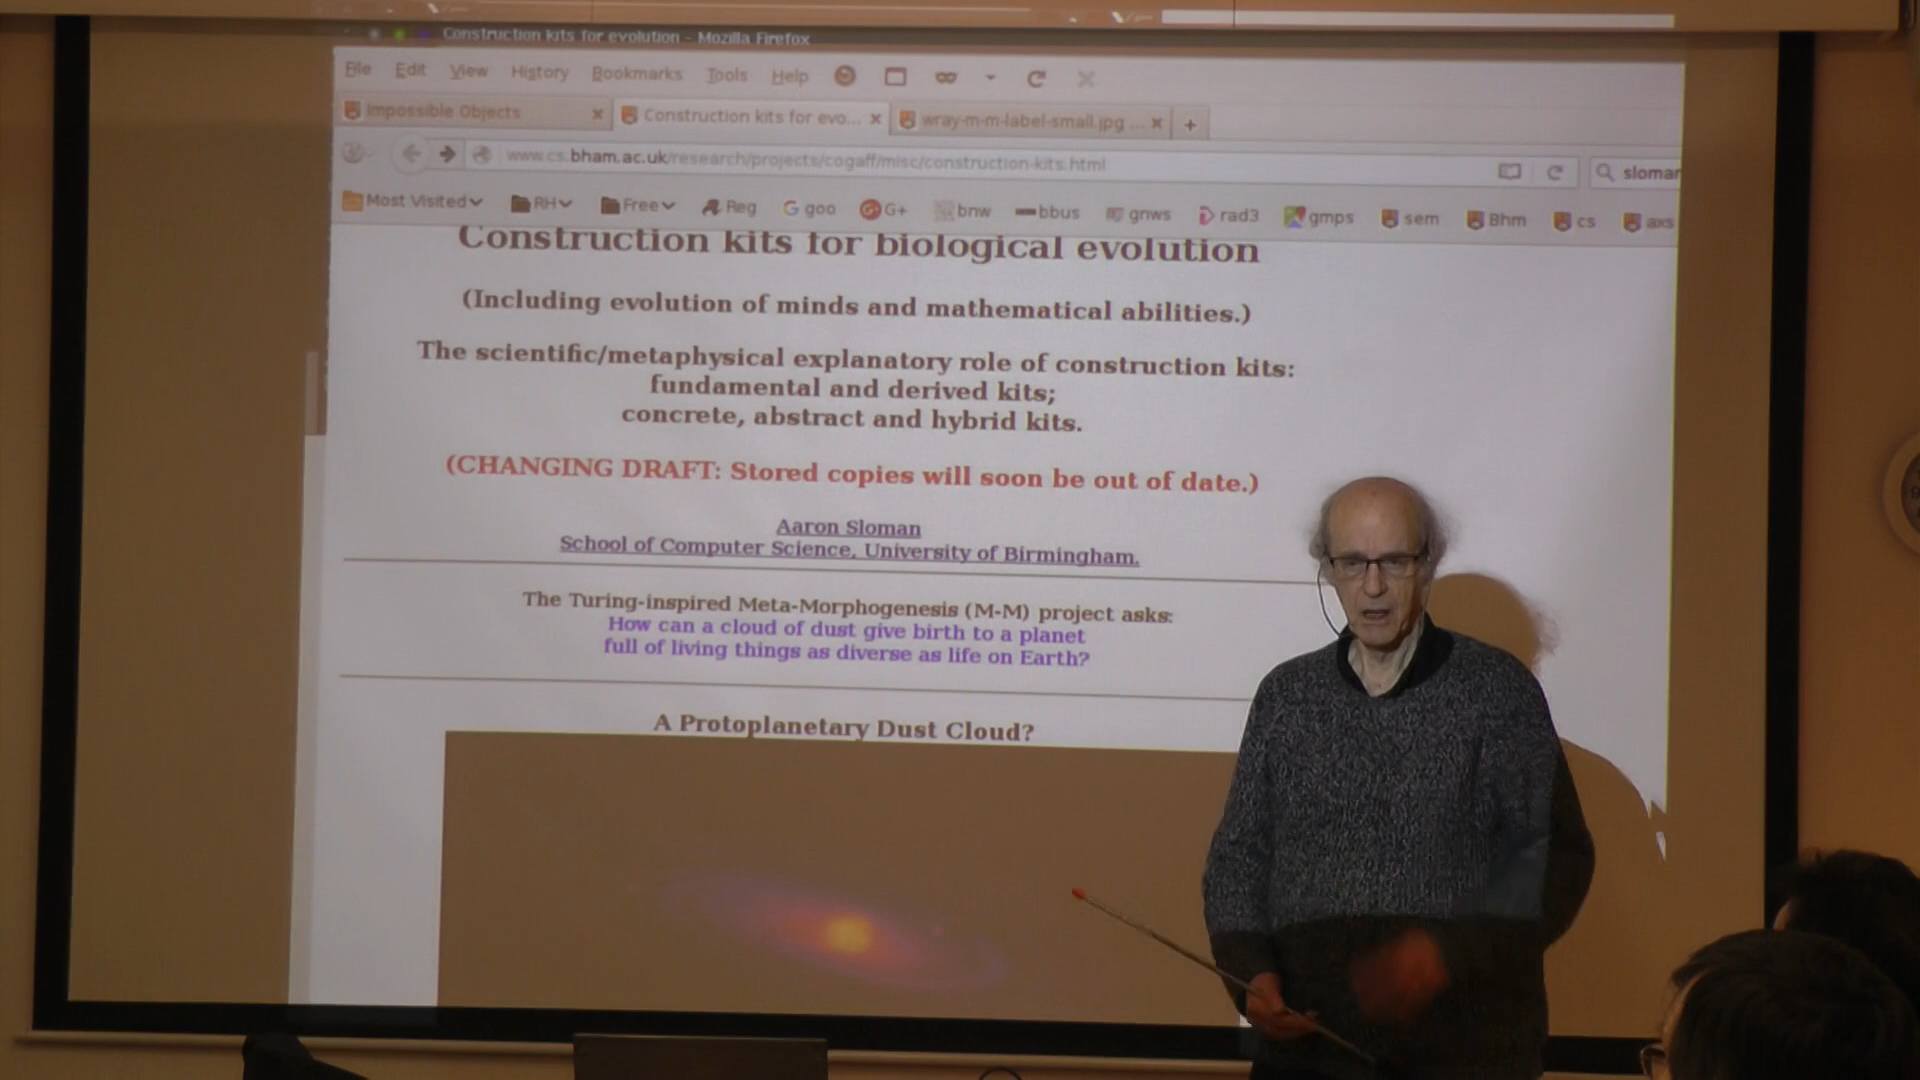 Construction kits for evolution - Mozilla Firefox
File Edit View History Bookmarks Tools Help
Impossible Objects
Construction kits for evo...
wray-m-m-label-small.jpg ...
www.cs.bham.ac.uk/research/projects/cogaff/misc/construction-kits.html
sloman
Most Visited RH Free Reg goo G+ bnw bbus gnws rad3 gmps sem Bhm cs axs
Construction kits for biological evolution
(Including evolution of minds and mathematical abilities.)
The scientific/metaphysical explanatory role of construction kits:
fundamental and derived kits;
concrete, abstract and hybrid kits.
(CHANGING DRAFT: Stored copies will soon be out of date.)
Aaron Sloman
School of Computer Science, University of Birmingham.
The Turing-inspired Meta-Morphogenesis (M-M) project asks:
How can a cloud of dust give birth to a planet
full of living things as diverse as life on Earth?
A Protoplanetary Dust Cloud?